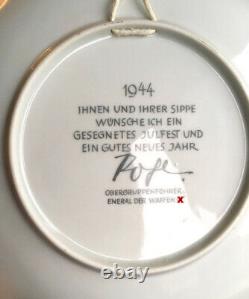 1944
IHNEN UND IHRER SIPPE
WÜNSCHE ICH EIN
GESEGNETES JULFEST UND
EIN GUTES NEUES JAHR
OBERGRUPPENFÜHRER
ENERAL DER WAFFEN X